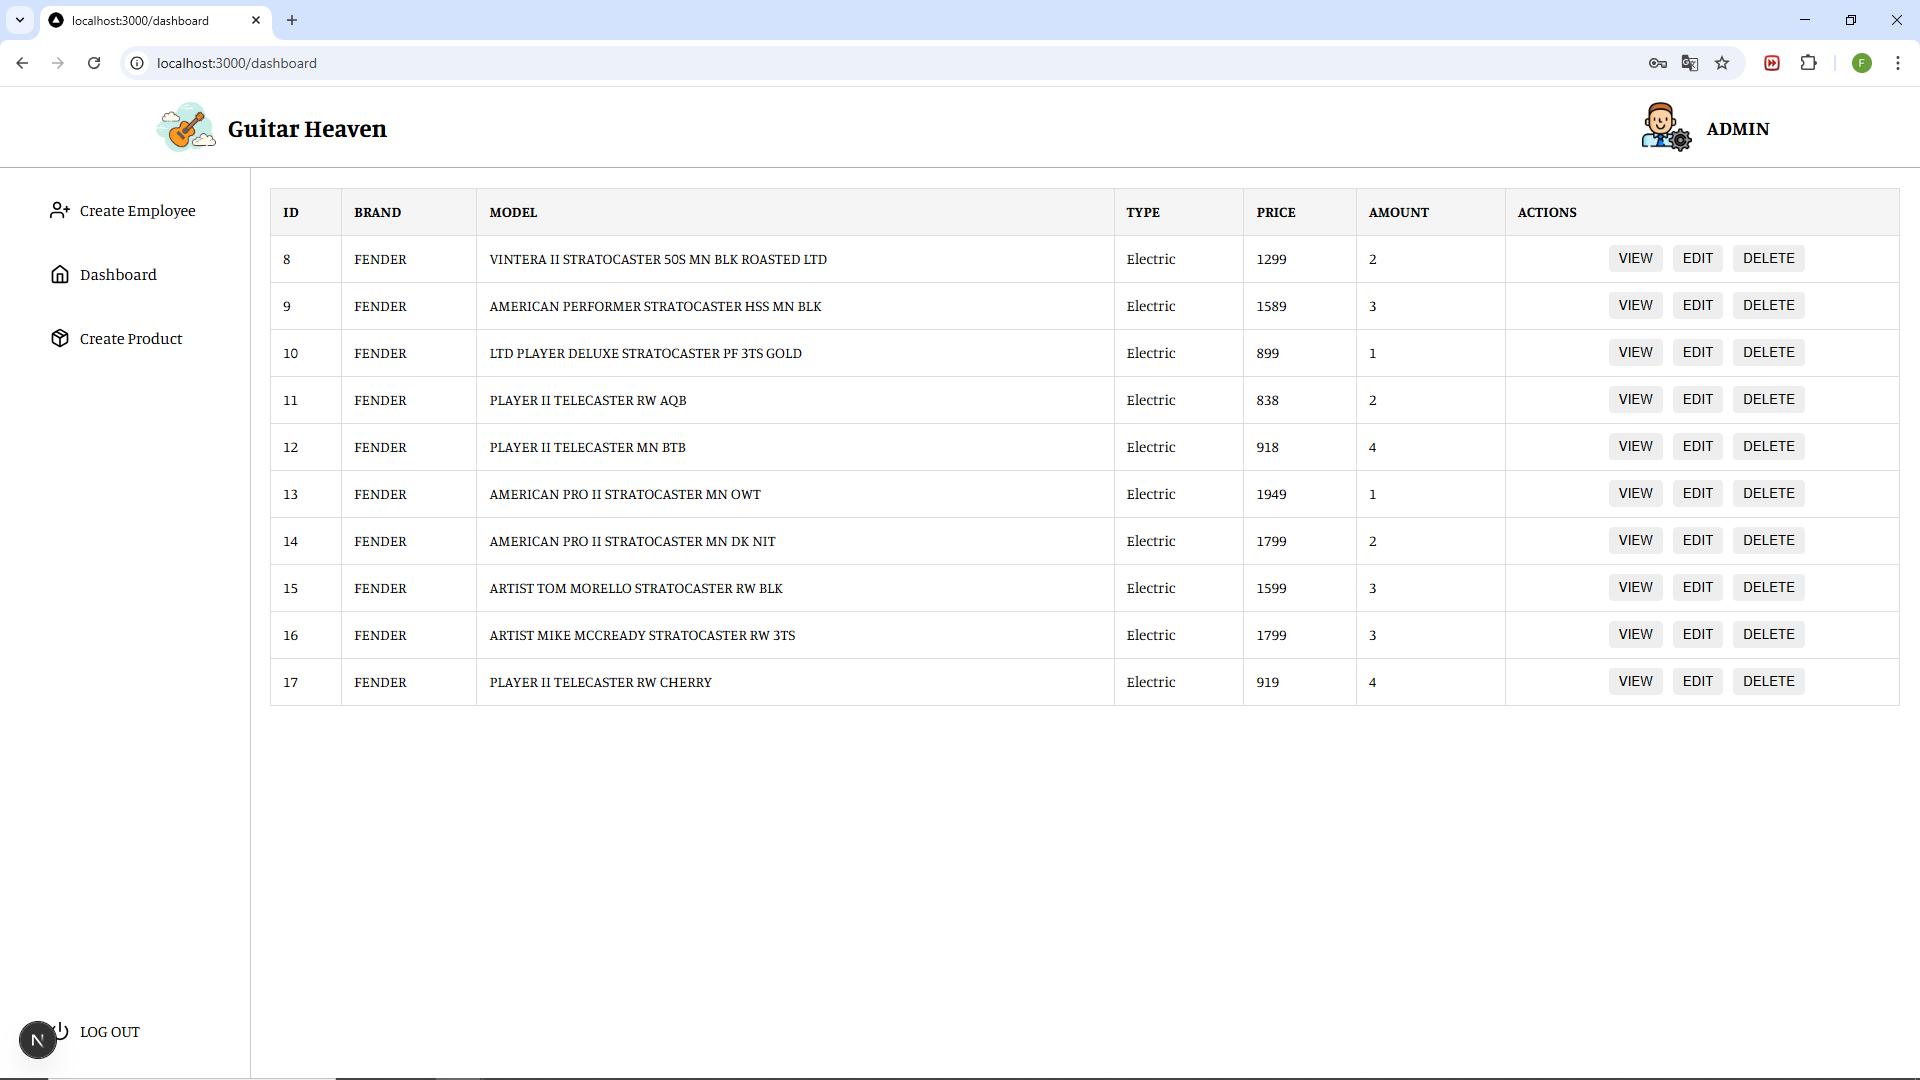 localhost:3000/dashboard
localhost:3000/dashboard
F
Guitar Heaven
ADMIN
Create Employee
Dashboard
Create Product
ID BRAND MODEL TYPE PRICE AMOUNT ACTIONS
8 FENDER VINTERA II STRATOCASTER 50S MN BLK ROASTED LTD Electric 1299 2 VIEW EDIT DELETE
9 FENDER AMERICAN PERFORMER STRATOCASTER HSS MN BLK Electric 1589 3 VIEW EDIT DELETE
10 FENDER LTD PLAYER DELUXE STRATOCASTER PF 3TS GOLD Electric 899 1 VIEW EDIT DELETE
11 FENDER PLAYER II TELECASTER RW AQB Electric 838 2 VIEW EDIT DELETE
12 FENDER PLAYER II TELECASTER MN BTB Electric 918 4 VIEW EDIT DELETE
13 FENDER AMERICAN PRO II STRATOCASTER MN OWT Electric 1949 1 VIEW EDIT DELETE
14 FENDER AMERICAN PRO II STRATOCASTER MN DK NIT Electric 1799 2 VIEW EDIT DELETE
15 FENDER ARTIST TOM MORELLO STRATOCASTER RW BLK Electric 1599 3 VIEW EDIT DELETE
16 FENDER ARTIST MIKE MCCREADY STRATOCASTER RW 3TS Electric 1799 3 VIEW EDIT DELETE
17 FENDER PLAYER II TELECASTER RW CHERRY Electric 919 4 VIEW EDIT DELETE
N
LOG OUT